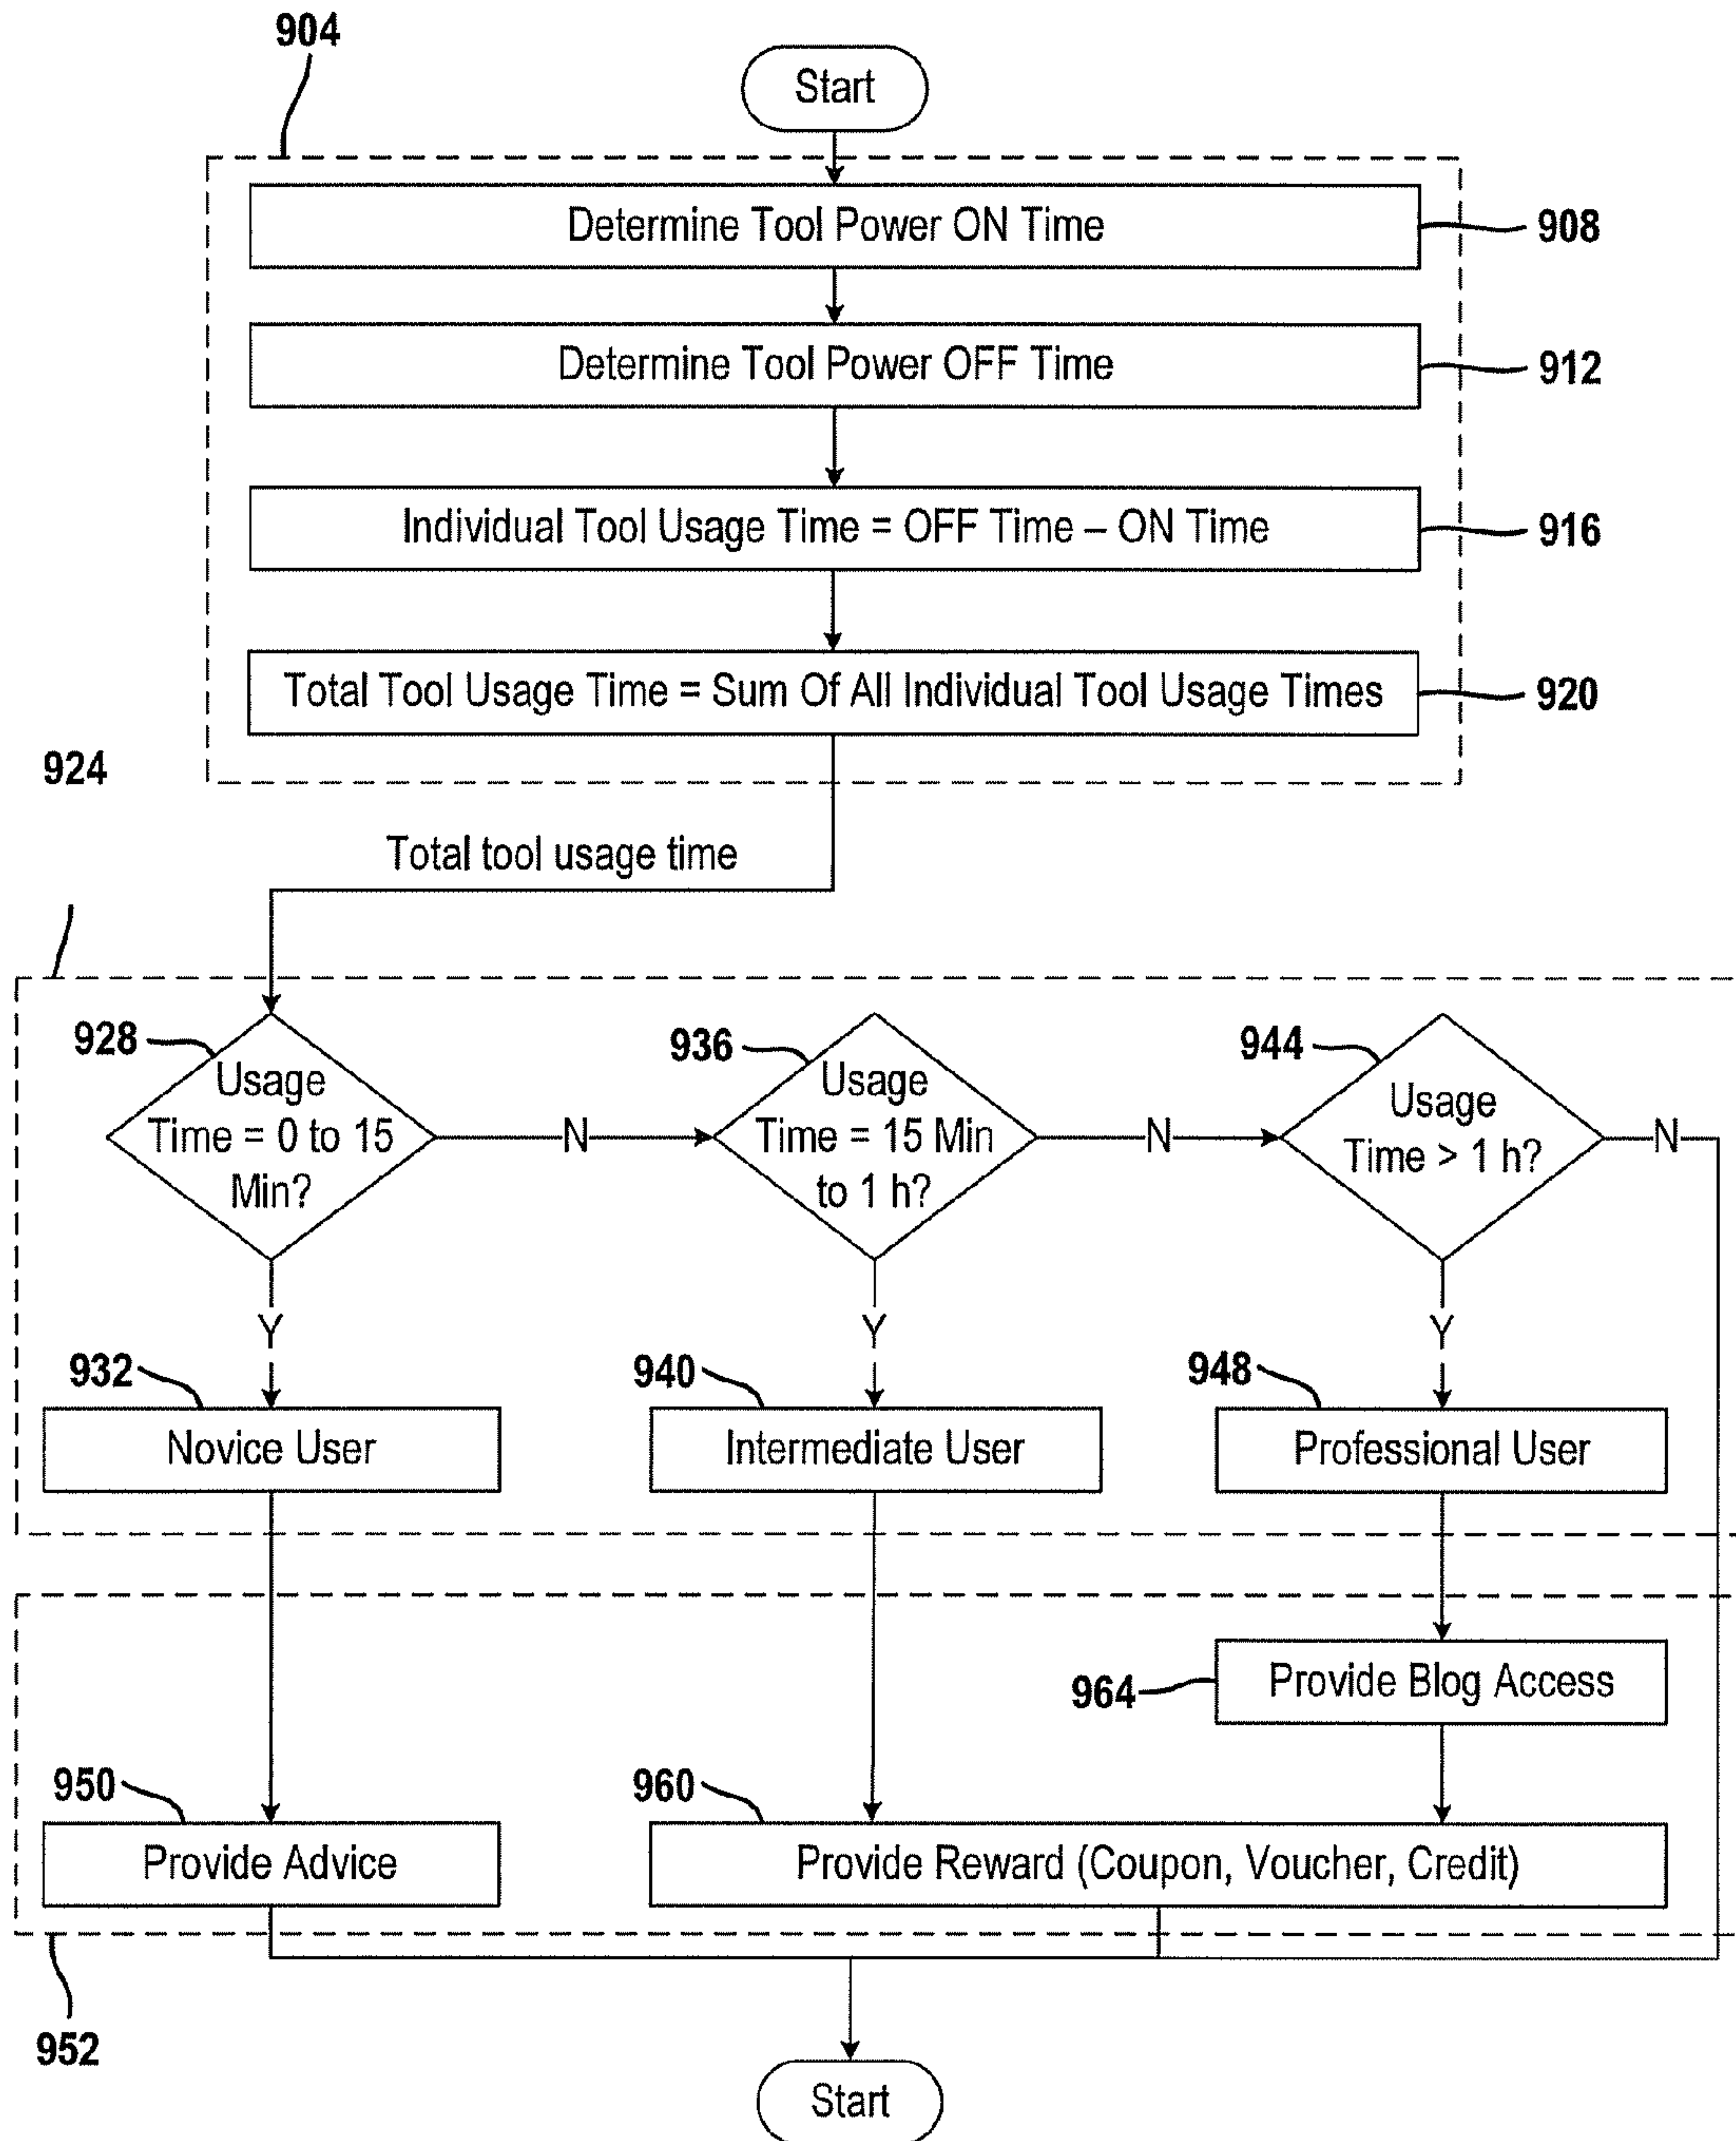 904
Start
Determine Tool Power ON Time
908
Determine Tool Power OFF Time
912
Individual Tool Usage Time = OFF Time – ON Time
916
Total Tool Usage Time = Sum Of All Individual Tool Usage Times
920
924
Total tool usage time
928
Usage
Time = 0 to 15
Min?
N
936
Usage
Time = 15 Min
to 1 h?
N
944
Usage
Time > 1 h?
N
Y
Y
Y
932
Novice User
940
Intermediate User
948
Professional User
964
Provide Blog Access
950
Provide Advice
960
Provide Reward (Coupon, Voucher, Credit)
952
Start